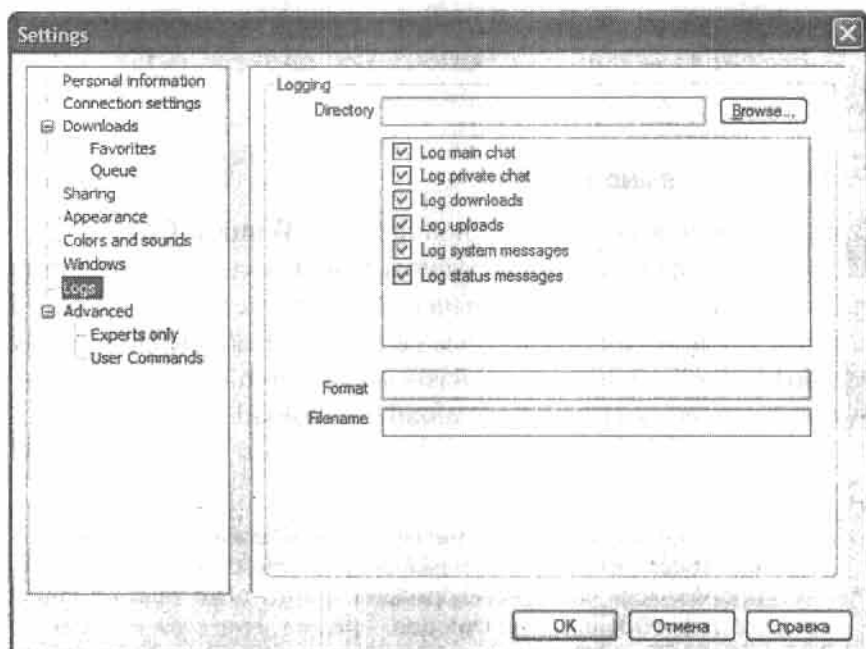 Settings
Personal information
Connection settings
Downloads
Favorites
Queue
Sharing
Appearance
Colors and sounds
Windows
Logs
Advanced
Experts only
User Commands
Logging
Directory
Browse...
Log main chat
Log private chat
Log downloads
Log uploads
Log system messages
Log status messages
Format
Filename
OK
Отмена
Справка